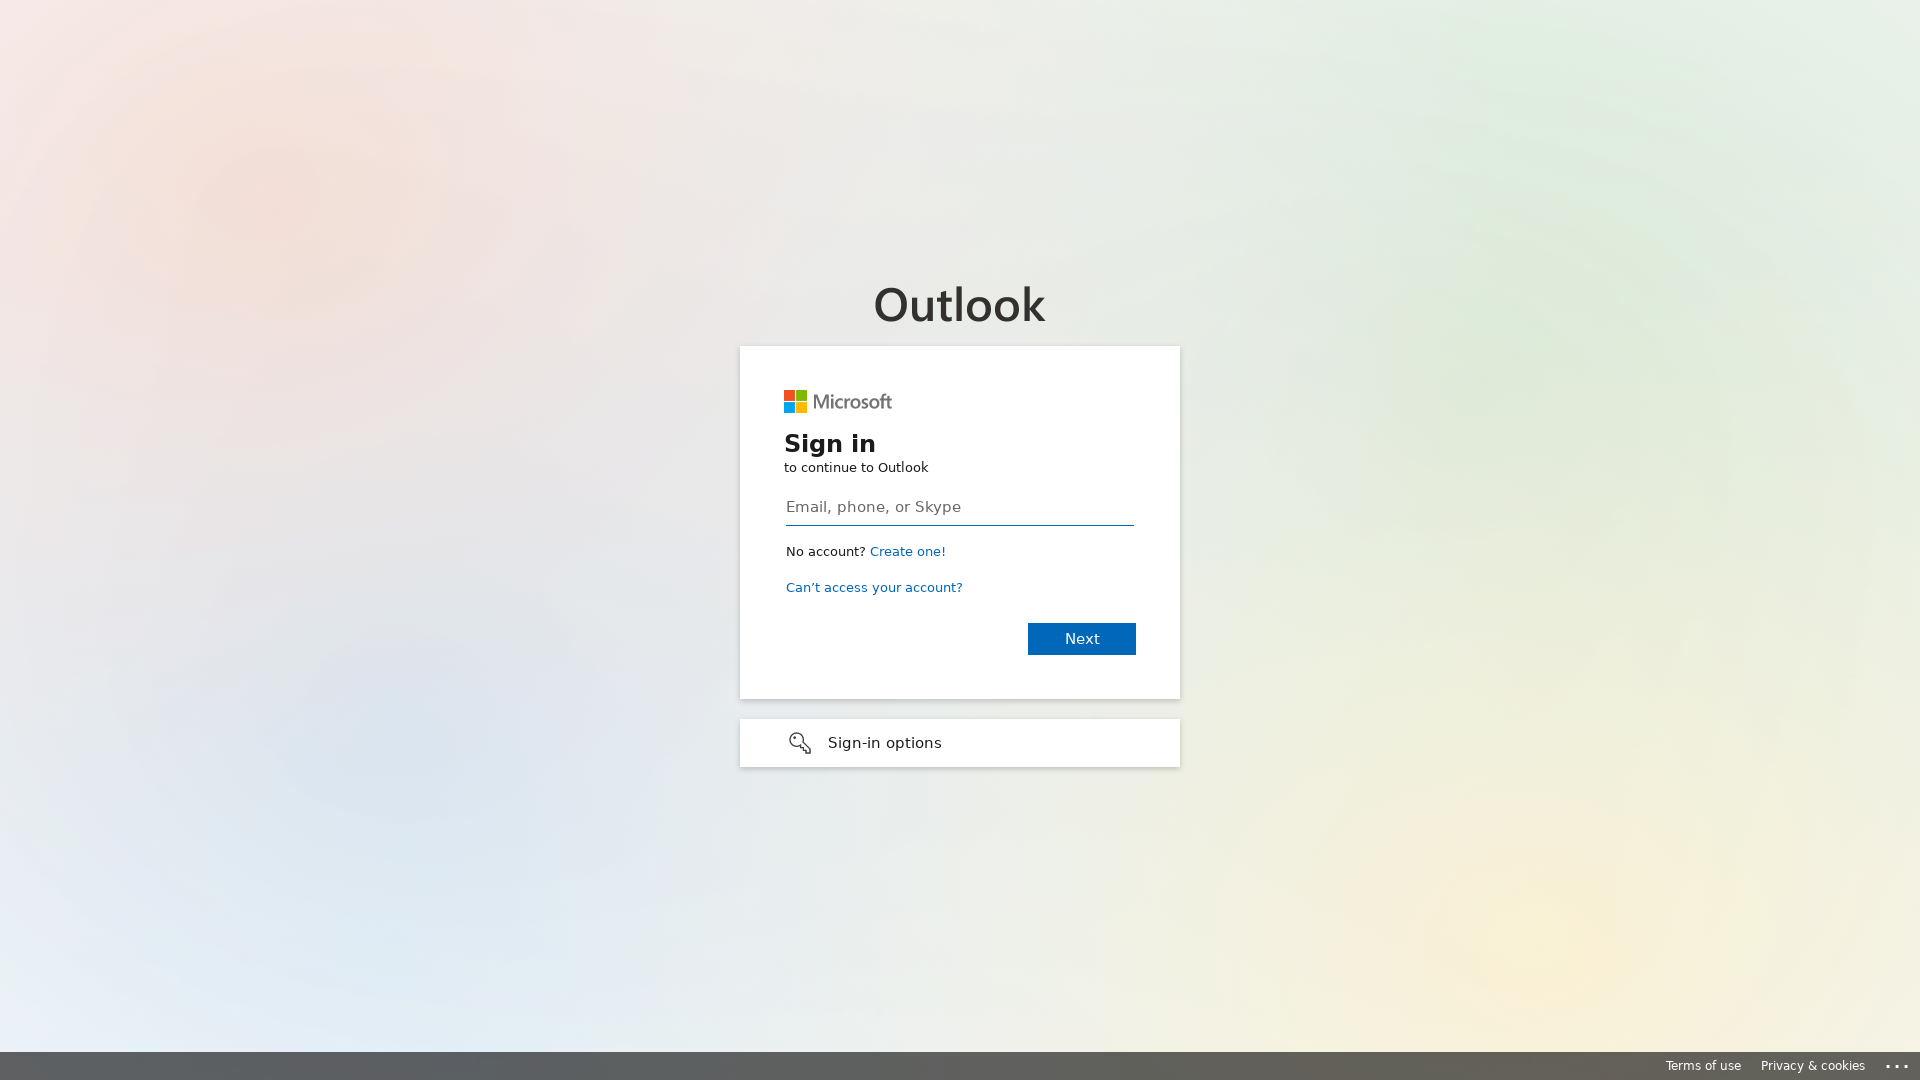 Outlook
Microsoft
Sign in
to continue to Outlook
Email, phone, or Skype
No account? Create one!
Can’t access your account?
Next
Sign-in options
Terms of use
Privacy & cookies
...